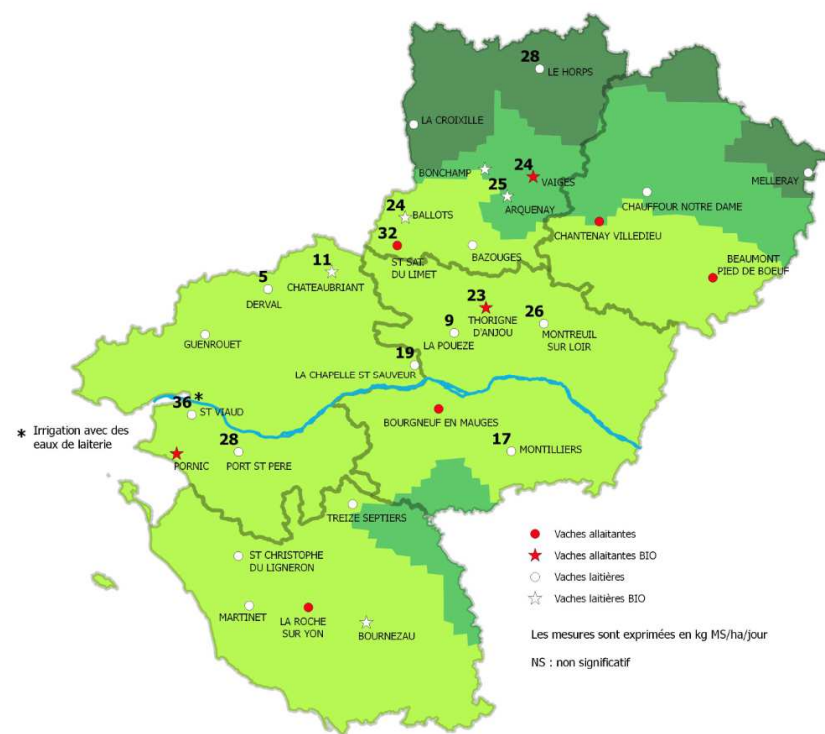 28
LE HORPS
LA CROIXILLE
BONCHAMP
24
VAIGES
25
ARQUENAY
MELLERAY
CHAUFFOUR NOTRE DAME
24
BALLOTS
CHANTENAY VILLEDIEU
32
ST SAT.
DU LIMET
BAZOUGES
BEAUMONT
PIED DE BOEUF
11
CHATEAUBRIANT
5
DERVAL
23
THORIGNE
D'ANJOU
26
MONTREUIL
SUR LOIR
9
LA POUEZE
GUENROUET
19
LA CHAPELLE ST SAUVEUR
36*
ST VIAUD
* Irrigation avec des
eaux de laiterie
BOURGNEUF EN MAUGES
28
PORT ST PERE
PORNIC
17
MONTILLIERS
TREIZE SEPTIERS
ST CHRISTOPHE
DU LIGNERON
MARTINET
LA ROCHE
SUR YON
BOURNEZAU
Vaches allaitantes
Vaches allaitantes BIO
Vaches laitières
Vaches laitières BIO
Les mesures sont exprimées en kg MS/ha/jour
NS : non significatif